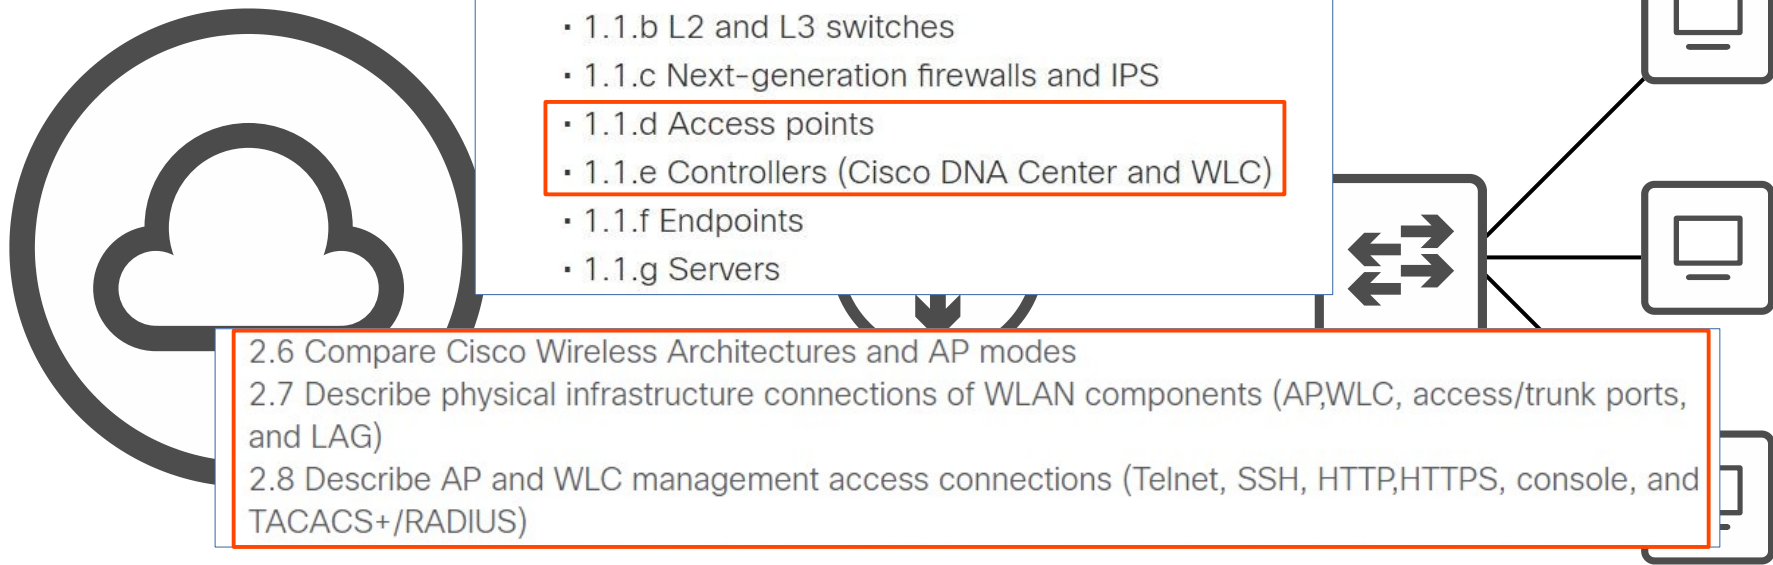 ▪ 1.1.b L2 and L3 switches
▪ 1.1.c Next-generation firewalls and IPS
▪ 1.1.d Access points
▪ 1.1.e Controllers (Cisco DNA Center and WLC)
▪ 1.1.f Endpoints
▪ 1.1.g Servers
2.6 Compare Cisco Wireless Architectures and AP modes
2.7 Describe physical infrastructure connections of WLAN components (AP,WLC, access/trunk ports,
and LAG)
2.8 Describe AP and WLC management access connections (Telnet, SSH, HTTP,HTTPS, console, and
TACACS+/RADIUS)